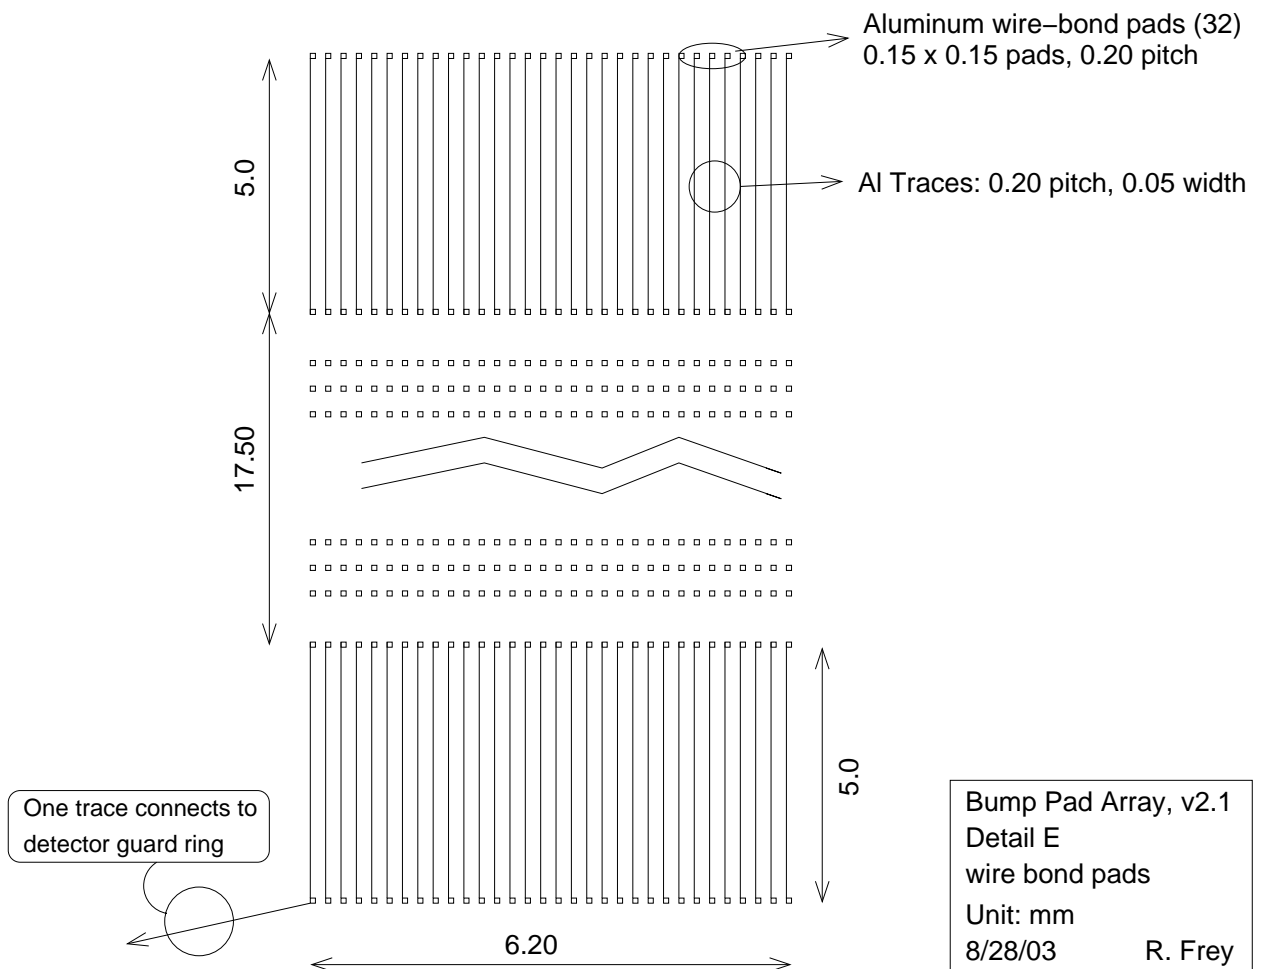 Aluminum wire−bond pads (32)
0.15 x 0.15 pads, 0.20 pitch
5.0
Al Traces: 0.20 pitch, 0.05 width
17.50
5.0
One trace connects to
detector guard ring
6.20
Bump Pad Array, v2.1
Detail E
wire bond pads
Unit: mm
8/28/03 R. Frey